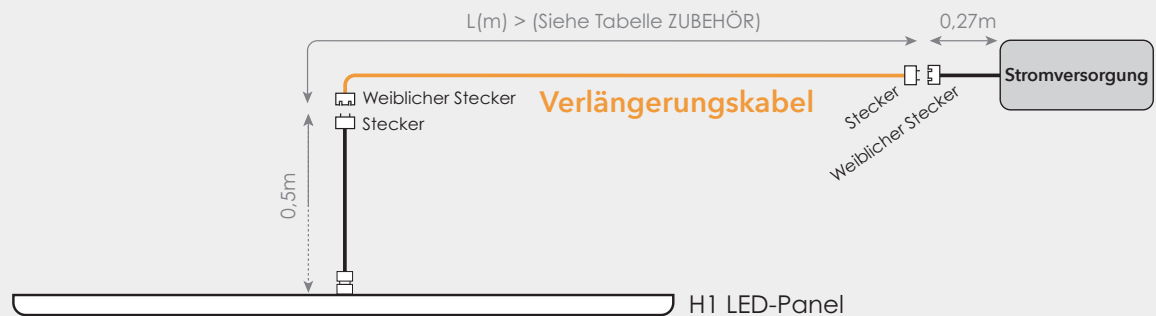 L(m) > (Siehe Tabelle ZUBEHÖR)
0,27m
Stromversorgung
Weiblicher Stecker
Verlängerungskabel
Stecker
Weiblicher Stecker
Stecker
0,5m
H1 LED-Panel